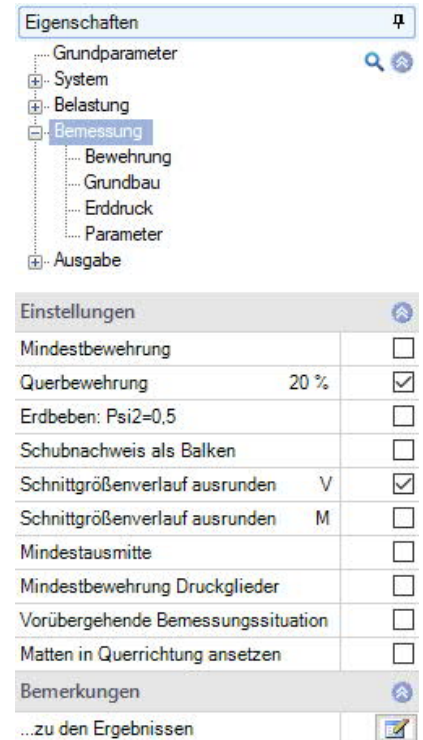 Eigenschaften
Grundparameter
System
Belastung
Bemessung
Bewehrung
Grundbau
Erddruck
Parameter
Ausgabe
Einstellungen
Mindestbewehrung
Querbewehrung 20 %
Erdbeben: Psi2=0,5
Schubnachweis als Balken
Schnittgrößenverlauf ausrunden V
Schnittgrößenverlauf ausrunden M
Mindestausmitte
Mindestbewehrung Druckglieder
Vorübergehende Bemessungssituation
Matten in Querrichtung ansetzen
Bemerkungen
...zu den Ergebnissen